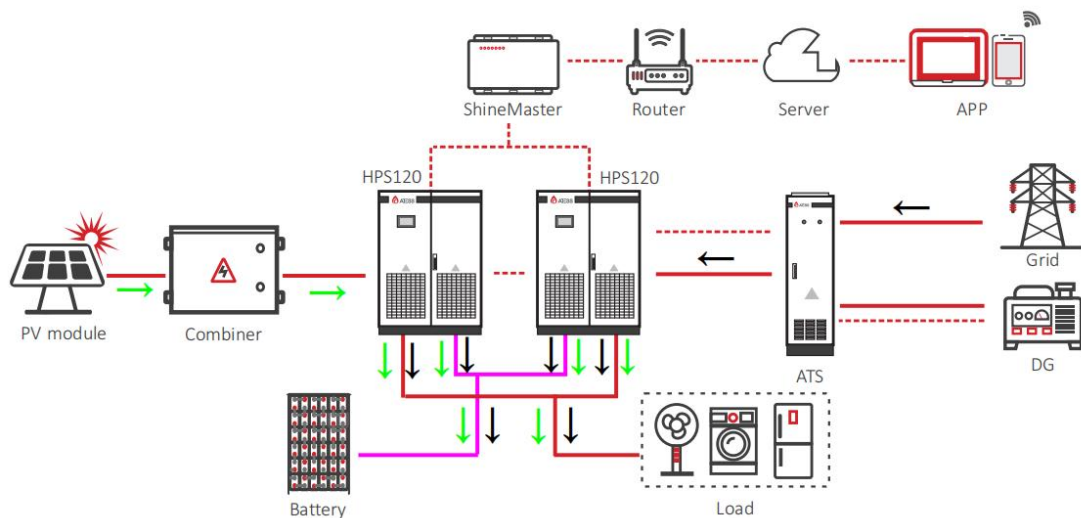 ShineMaster
Router
Server
APP
HPS120
HPS120
PV module
Combiner
Grid
DG
ATS
Battery
Load